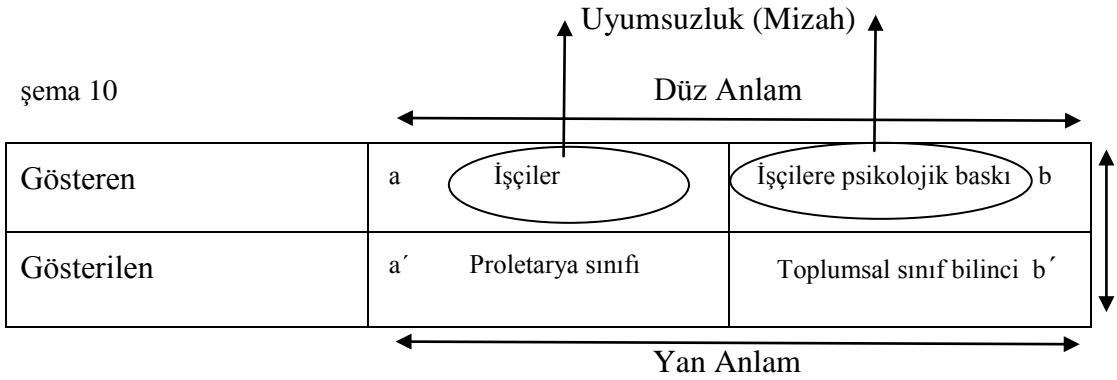 Uyumsuzluk (Mizah)
şema 10
Düz Anlam
Gösteren a İşçiler İşçilere psikolojik baskı b
Gösterilen a´ Proletarya sınıfı Toplumsal sınıf bilinci b´
Yan Anlam